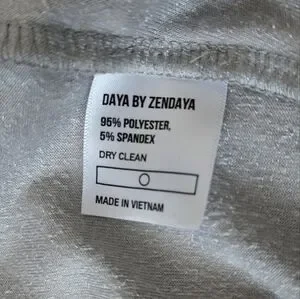 DAYA BY ZENDAYA
95% POLYESTER,
5% SPANDEX
DRY CLEAN
MADE IN VIETNAM